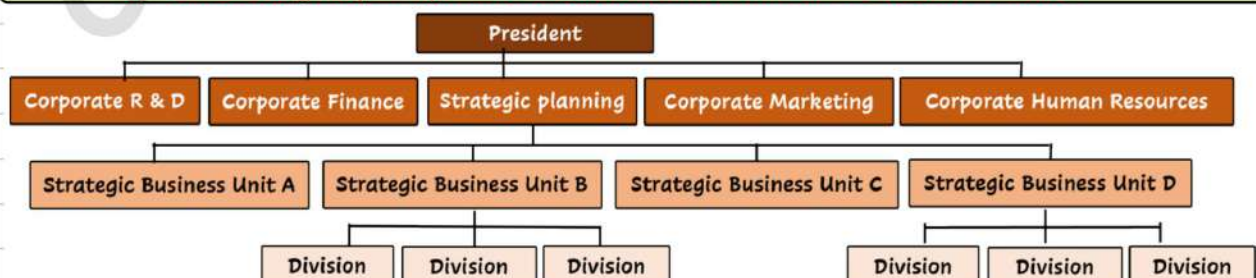 President
Corporate R & D
Corporate Finance
Strategic planning
Corporate Marketing
Corporate Human Resources
Strategic Business Unit A
Strategic Business Unit B
Strategic Business Unit C
Strategic Business Unit D
Division
Division
Division
Division
Division
Division